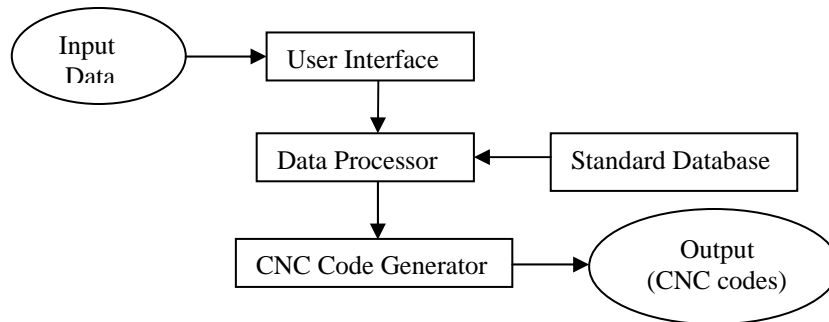 Input
Data
User Interface
Data Processor
Standard Database
CNC Code Generator
Output
(CNC codes)